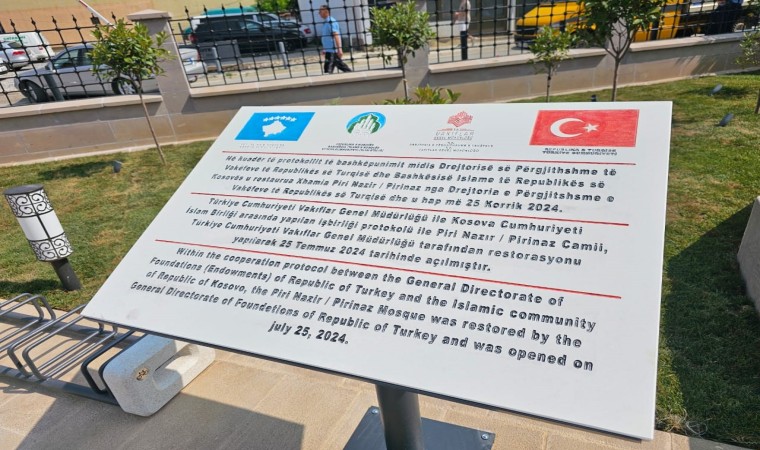 REPUBLIKA E TURQISË
Në kuadër të protokollit të bashkëpunimit midis Drejtorisë së Përgjithshme të
Vakëfeve të Republikës së Turqisë dhe Bashkësisë Islame të Republikës së
Kosovës u restaurua Xhamia Piri Nazir / Pirinaz nga Drejtoria e Përgjitshme e
Vakëfeve të Republikës së Turqisë dhe u hap më 25 Korrik 2024.
Türkiye Cumhuriyeti Vakıflar Genel Müdürlüğü ile Kosova Cumhuriyeti
İslam Birliği arasında yapılan işbirliği protokolü ile Piri Nazır / Pirinaz Camii,
Türkiye Cumhuriyeti Vakıflar Genel Müdürlüğü tarafından restorasyonu
yapılarak 25 Temmuz 2024 tarihinde açılmıştır.
Within the cooperation protocol between the General Directorate of
Foundations (Endowments) of Republic of Turkey and the Islamic community
of Republic of Kosovo, the Piri Nazir / Pirinaz Mosque was restored by the
General Directorate of Foundations of Republic of Turkey and was opened on
july 25, 2024.